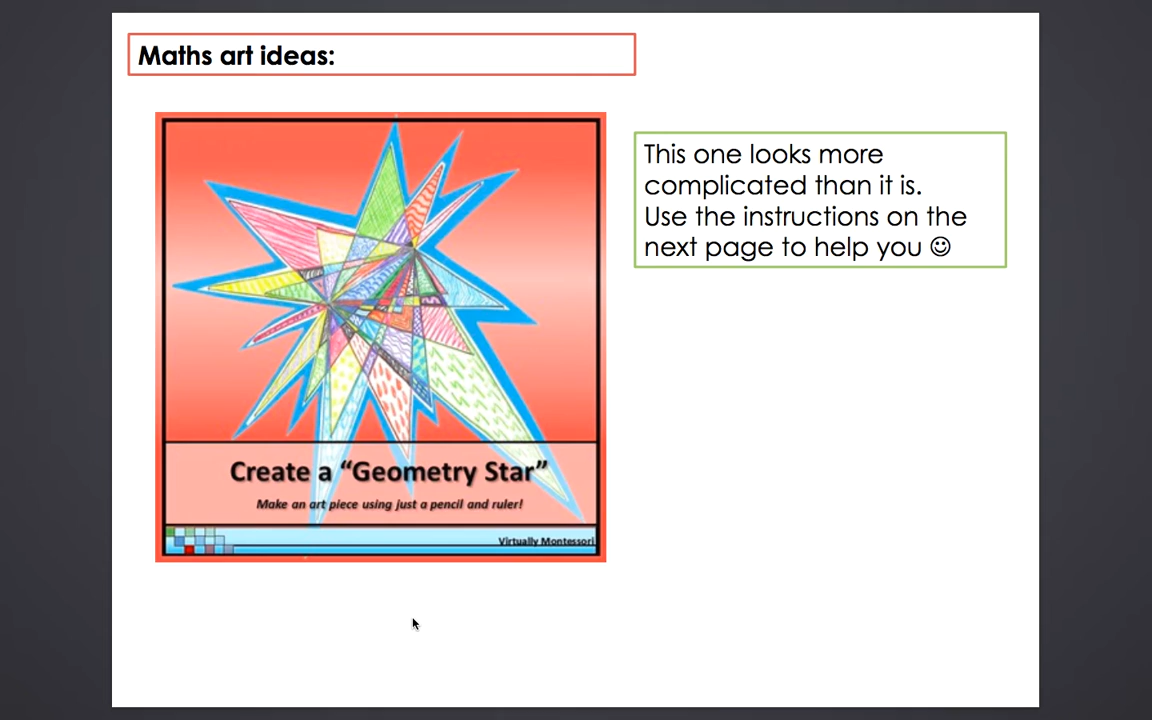 Maths art ideas:
This one looks more
complicated than it is.
Use the instructions on the
next page to help you ☺
Create a “Geometry Star”
Make an art piece using just a pencil and ruler!
Virtually Montessori